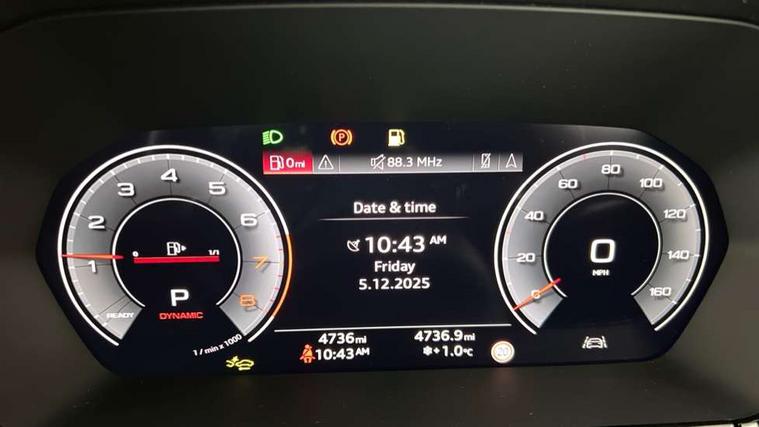 P
0mi
88.3 MHz
Date & time
10:43 AM
Friday
5.12.2025
4736mi
4736.9mi
10:43AM
+1.0°C
1
2
3
4
5
6
7
8
0
1/1
P
DYNAMIC
READY
1 / min x 1000
0
20
40
60
80
100
120
140
160
0
MPH